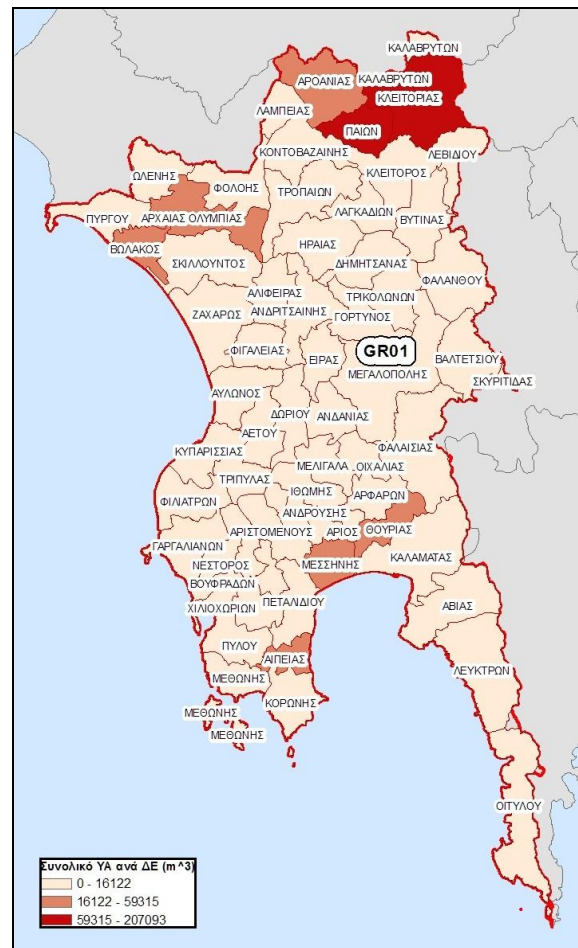 ΚΑΛΑΒΡΥΤΩΝ
ΑΡΟΑΝΙΑΣ
ΚΑΛΑΒΡΥΤΩΝ
ΚΛΕΙΤΟΡΙΑΣ
ΛΑΜΠΕΙΑΣ
ΠΑΙΩΝ
ΚΟΝΤΟΒΑΖΑΙΝΗΣ
ΛΕΒΙΔΙΟΥ
ΩΛΕΝΗΣ
ΦΟΛΟΗΣ
ΤΡΟΠΑΙΩΝ
ΚΛΕΙΤΟΡΟΣ
ΠΥΡΓΟΥ
ΑΡΧΑΙΑΣ ΟΛΥΜΠΙΑΣ
ΛΑΓΚΑΔΙΩΝ
ΒΥΤΙΝΑΣ
ΒΩΛΑΚΟΣ
ΗΡΑΙΑΣ
ΣΚΙΛΛΟΥΝΤΟΣ
ΔΗΜΗΤΣΑΝΑΣ
ΦΑΛΑΝΘΟΥ
ΑΛΙΦΕΙΡΑΣ
ΤΡΙΚΟΛΩΝΩΝ
ΖΑΧΑΡΩΣ
ΑΝΔΡΙΤΣΑΙΝΗΣ
ΓΟΡΤΥΝΟΣ
ΦΙΓΑΛΕΙΑΣ
ΕΙΡΑΣ
GR01
ΒΑΛΤΕΤΣΙΟΥ
ΜΕΓΑΛΟΠΟΛΗΣ
ΣΚΥΡΙΤΙΔΑΣ
ΑΥΛΩΝΟΣ
ΔΩΡΙΟΥ
ΑΝΔΑΝΙΑΣ
ΑΕΤΟΥ
ΚΥΠΑΡΙΣΣΙΑΣ
ΦΑΛΑΙΣΙΑΣ
ΜΕΛΙΓΑΛΑ
ΟΙΧΑΛΙΑΣ
ΤΡΙΠΥΛΑΣ
ΙΘΩΜΗΣ
ΑΡΦΑΡΩΝ
ΦΙΛΙΑΤΡΩΝ
ΑΝΔΡΟΥΣΗΣ
ΑΡΙΣΤΟΜΕΝΟΥΣ
ΑΡΙΟΣ
ΘΟΥΡΙΑΣ
ΓΑΡΓΑΛΙΑΝΩΝ
ΚΑΛΑΜΑΤΑΣ
ΝΕΣΤΟΡΟΣ
ΜΕΣΣΗΝΗΣ
ΒΟΥΦΡΑΔΩΝ
ΧΙΛΙΟΧΩΡΙΩΝ
ΠΕΤΑΛΙΔΙΟΥ
ΑΒΙΑΣ
ΠΥΛΟΥ
ΑΙΠΕΙΑΣ
ΛΕΥΚΤΡΩΝ
ΜΕΘΩΝΗΣ
ΚΟΡΩΝΗΣ
ΜΕΘΩΝΗΣ
ΜΕΘΩΝΗΣ
ΟΙΤΥΛΟΥ
Συνολικό ΥΑ ανά ΔΕ (m^3)
0 - 16122
16122 - 59315
59315 - 207093